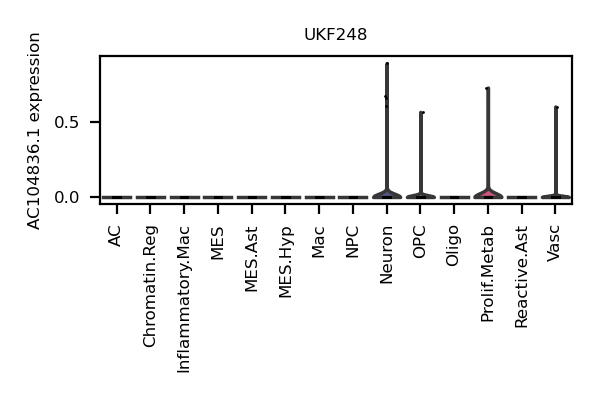 UKF248
AC104836.1 expression
0.5
0.0
AC
Chromatin.Reg
Inflammatory.Mac
MES
MES.Ast
MES.Hyp
Mac
NPC
Neuron
OPC
Oligo
Prolif.Metab
Reactive.Ast
Vasc